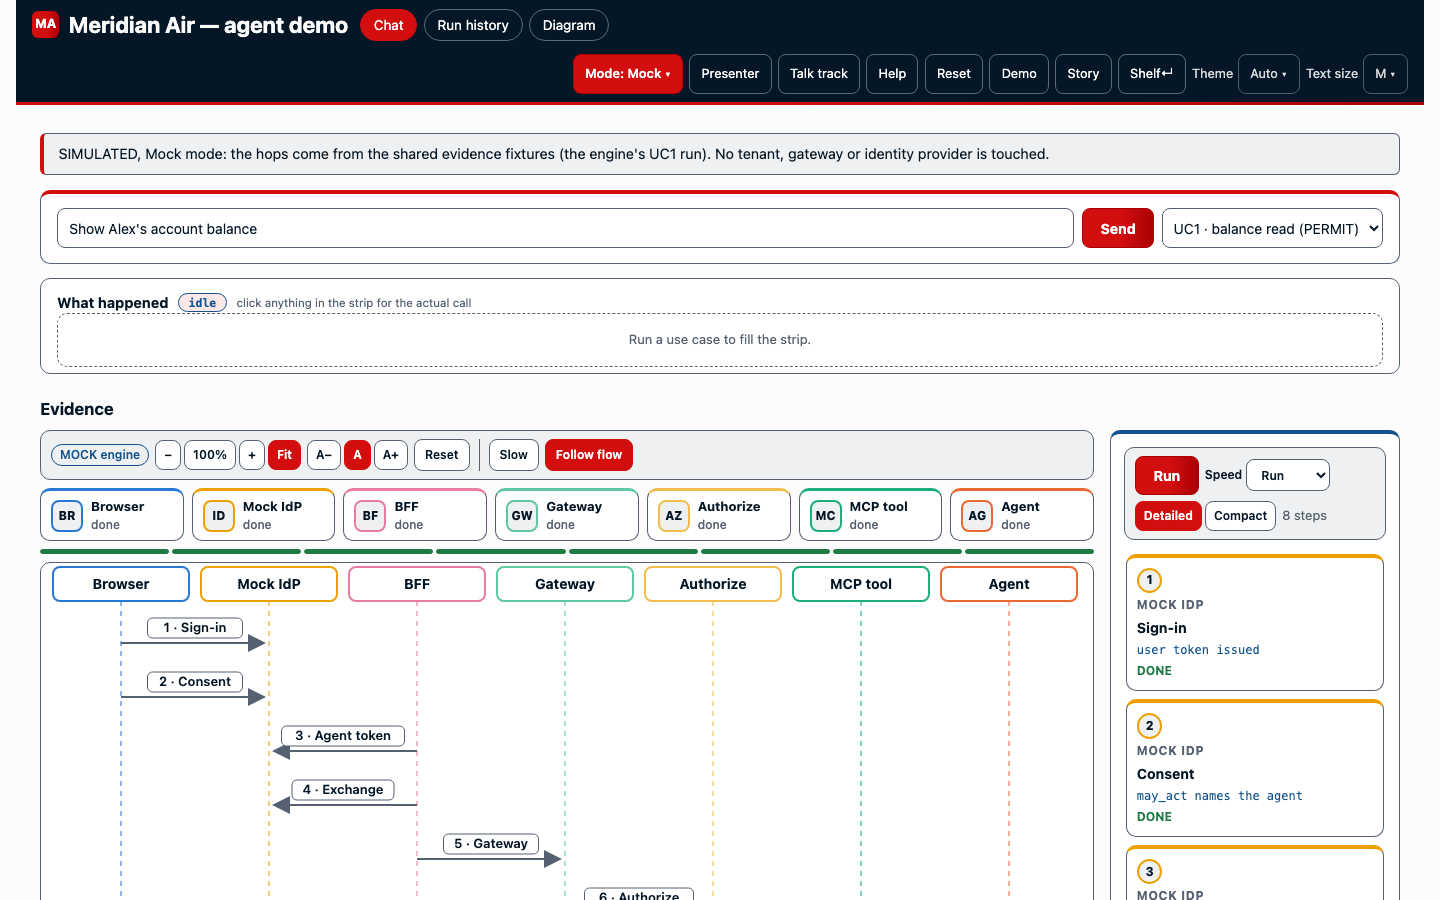 MA Meridian Air — agent demo Chat Run history Diagram
Mode: Mock ▾ Presenter Talk track Help Reset Demo Story Shelf↵ Theme Auto ▾ Text size M ▾
SIMULATED, Mock mode: the hops come from the shared evidence fixtures (the engine's UC1 run). No tenant, gateway or identity provider is touched.
Show Alex's account balance Send UC1 · balance read (PERMIT)
What happened idle click anything in the strip for the actual call
Run a use case to fill the strip.
Evidence
MOCK engine − 100% + Fit A− A A+ Reset Slow Follow flow
BR Browser done
ID Mock IdP done
BF BFF done
GW Gateway done
AZ Authorize done
MC MCP tool done
AG Agent done
Browser Mock IdP BFF Gateway Authorize MCP tool Agent
1 · Sign-in
2 · Consent
3 · Agent token
4 · Exchange
5 · Gateway
6 · Authorize
Run Speed Run
Detailed Compact 8 steps
1
MOCK IDP
Sign-in
user token issued
DONE
2
MOCK IDP
Consent
may_act names the agent
DONE
3
MOCK IDP